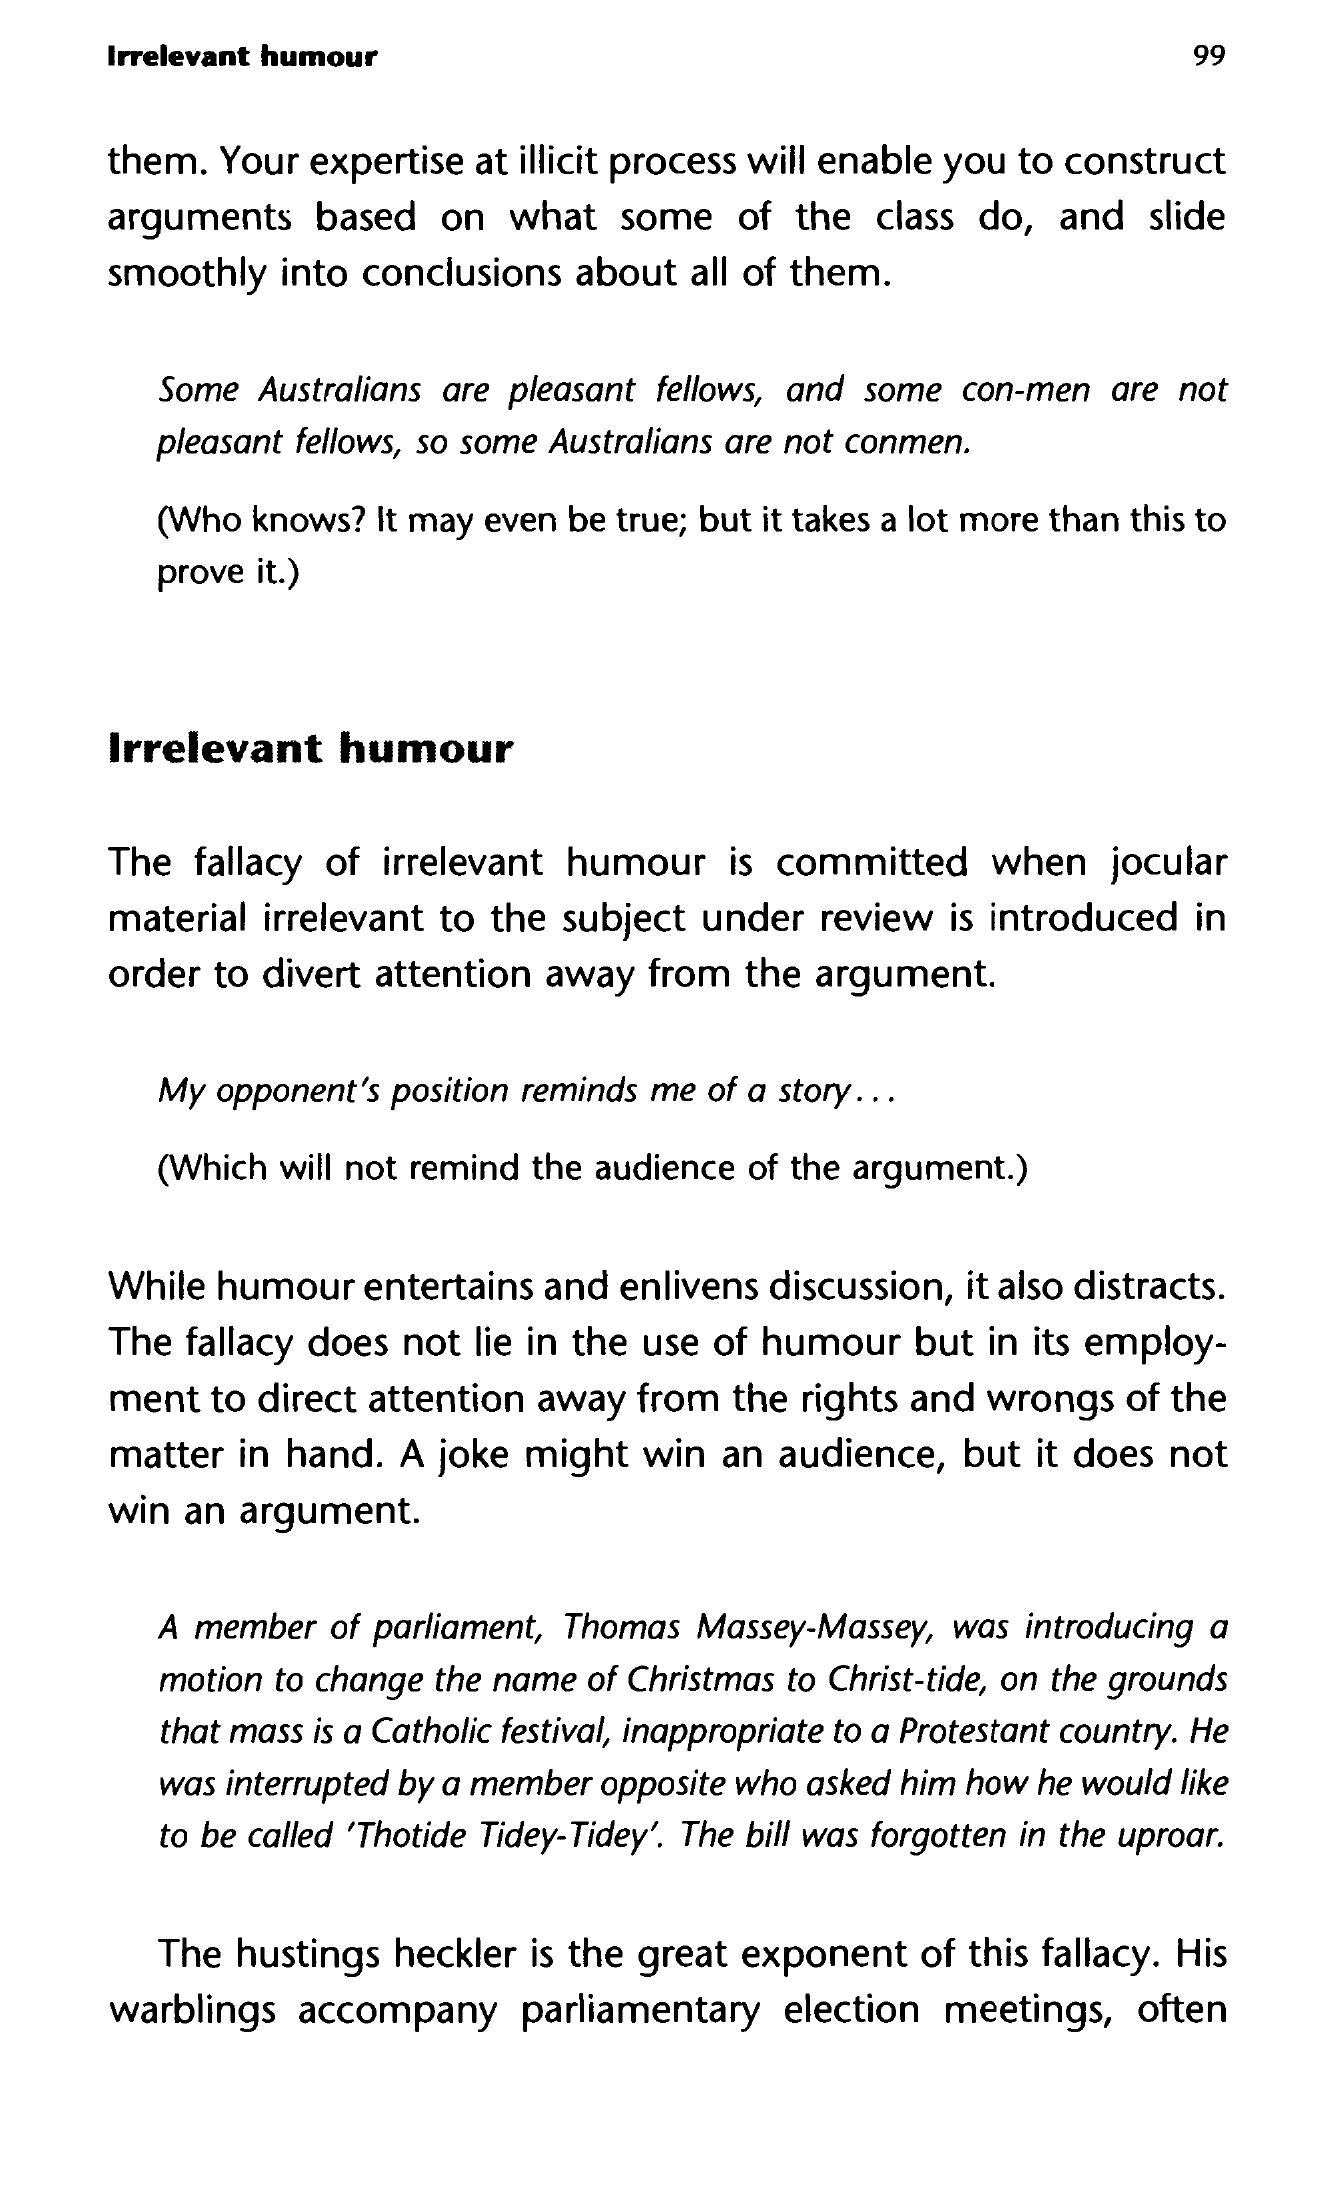 Irrelevant humour 99
them. Your expertise at illicit process will enable you to construct
arguments based on what some of the class do, and slide
smoothly into conclusions about all of them.
Some Australians are pleasant fellows, and some con-men are not
pleasant fellows, so some Australians are not conmen.
(Who knows? It may even be true; but it takes a lot more than this to
prove it.)
Irrelevant humour
The fallacy of irrelevant humour is committed when jocular
material irrelevant to the subject under review is introduced in
order to divert attention away from the argument.
My opponent's position reminds me of a story...
(Which will not remind the audience of the argument.)
While humour entertains and enlivens discussion, it also distracts.
The fallacy does not lie in the use of humour but in its employ-
ment to direct attention away from the rights and wrongs of the
matter in hand. A joke might win an audience, but it does not
win an argument.
A member of parliament, Thomas Massey-Massey, was introducing a
motion to change the name of Christmas to Christ-tide, on the grounds
that mass is a Catholic festival, inappropriate to a Protestant country. He
was interrupted by a member opposite who asked him how he would like
to be called 'Thotide Tidey-Tidey'. The bill was forgotten in the uproar.
The hustings heckler is the great exponent of this fallacy. His
warblings accompany parliamentary election meetings, often